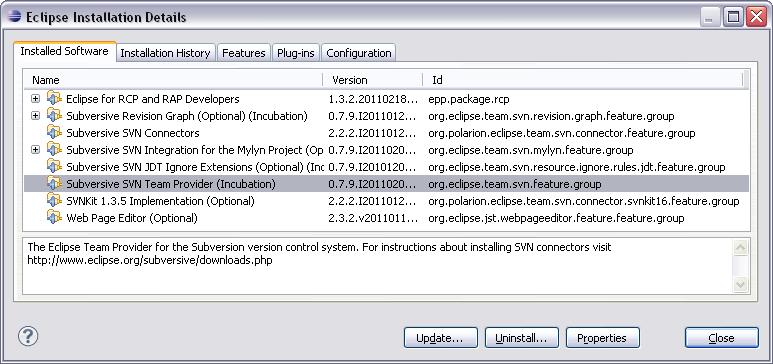 Eclipse Installation Details
Installed Software Installation History Features Plug-ins Configuration
Name Version Id
Eclipse for RCP and RAP Developers 1.3.2.20110218... epp.package.rcp
Subversive Revision Graph (Optional) (Incubation) 0.7.9.I2011012... org.eclipse.team.svn.revision.graph.feature.group
Subversive SVN Connectors 2.2.2.I2011012... org.polarion.eclipse.team.svn.connector.feature.group
Subversive SVN Integration for the Mylyn Project (Op 0.7.9.I2011012... org.eclipse.team.svn.mylyn.feature.group
Subversive SVN JDT Ignore Extensions (Optional) (Inc 0.7.9.I2010120... org.eclipse.team.svn.resource.ignore.rules.jdt.feature.group
Subversive SVN Team Provider (Incubation) 0.7.9.I2011020... org.eclipse.team.svn.feature.group
SVNKit 1.3.5 Implementation (Optional) 2.2.2.I2011012... org.polarion.eclipse.team.svn.connector.svnkit16.feature.group
Web Page Editor (Optional) 2.3.2.v2011011... org.eclipse.jst.webpageeditor.feature.feature.group
The Eclipse Team Provider for the Subversion version control system. For instructions about installing SVN connectors visit
http://www.eclipse.org/subversive/downloads.php
? Update... Uninstall... Properties Close